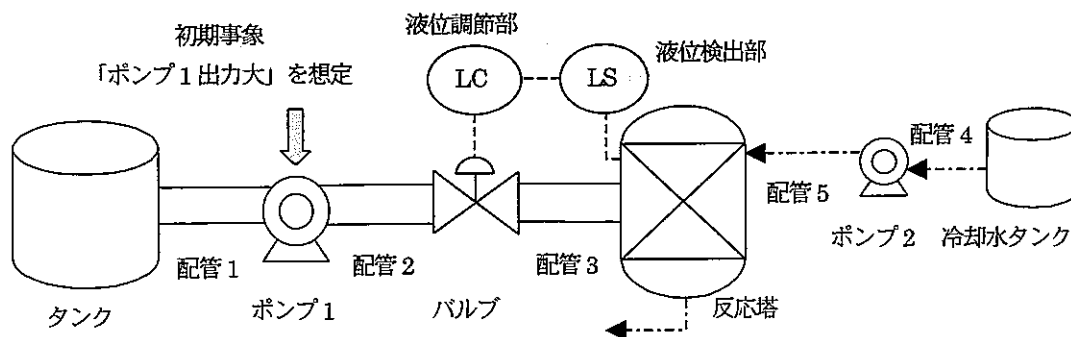 初期事象
「ポンプ1出力大」を想定
液位調節部
液位検出部
LC
LS
配管4
配管5
ポンプ2
冷却水タンク
配管1
配管2
配管3
タンク
ポンプ1
バルブ
反応塔